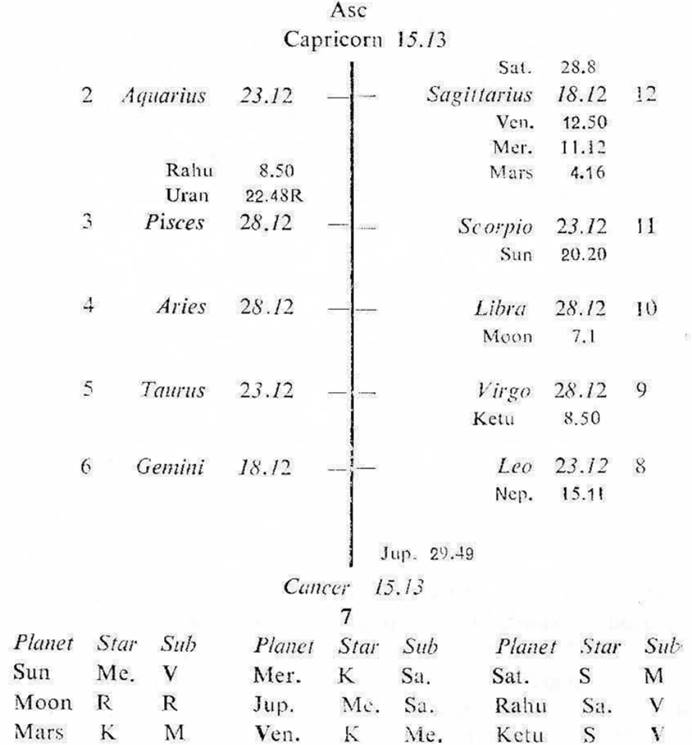 Asc
Capricorn 15.13
Sat. 28.8
2 Aquarius 23.12 Sagittarius 18.12 12
Ven. 12.50
Mer. 11.12
Rahu 8.50 Mars 4.16
Uran 22.48R
3 Pisces 28.12 Scorpio 23.12 11
Sun 20.20
4 Aries 28.12 Libra 28.12 10
Moon 7.1
5 Taurus 23.12 Virgo 28.12 9
Ketu 8.50
6 Gemini 18.12 Leo 23.12 8
Nep. 15.11
Jup. 29.49
Cancer 15.13
7
Planet Star Sub Planet Star Sub Planet Star Sub
Sun Me. V Mer. K Sa. Sat. S M
Moon R R Jup. Me. Sa. Rahu Sa. V
Mars K M Ven. K Me. Ketu S V